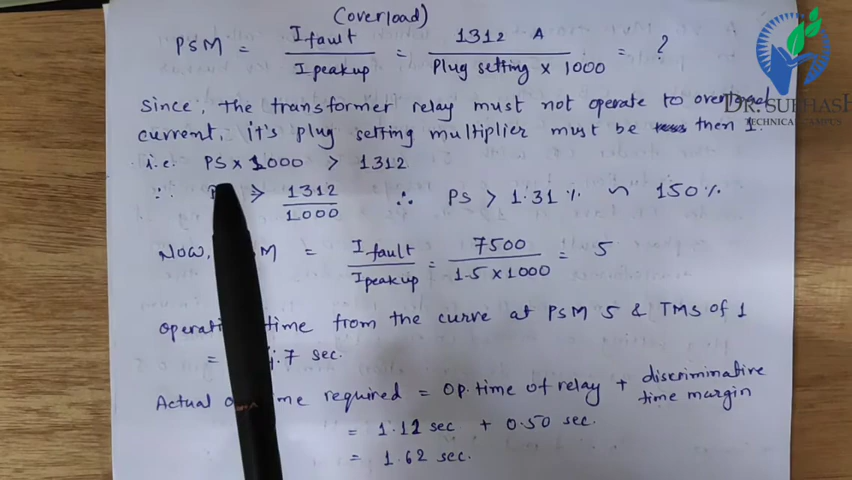 (overload)
PSM = Ifault / Ipeakup = 1312 A / Plug setting × 1000 = ?
Since, the transformer relay must not operate to overload
current, it's plug setting multiplier must be then 1.
i.e. PS × 1000 > 1312
∵ > 1312 / 1000 ∴ PS > 1.31 % ~ 150 %
Now, M = Ifault / Ipeakup = 7500 / 1.5 × 1000 = 5
Operati time from the curve at PSM 5 & TMS of 1
= .7 sec.
Actual me required = Op. time of relay + discriminative time margin
= 1.12 sec + 0.50 sec.
= 1.62 sec.
DR. SUBHASH
TECHNICAL CAMPUS